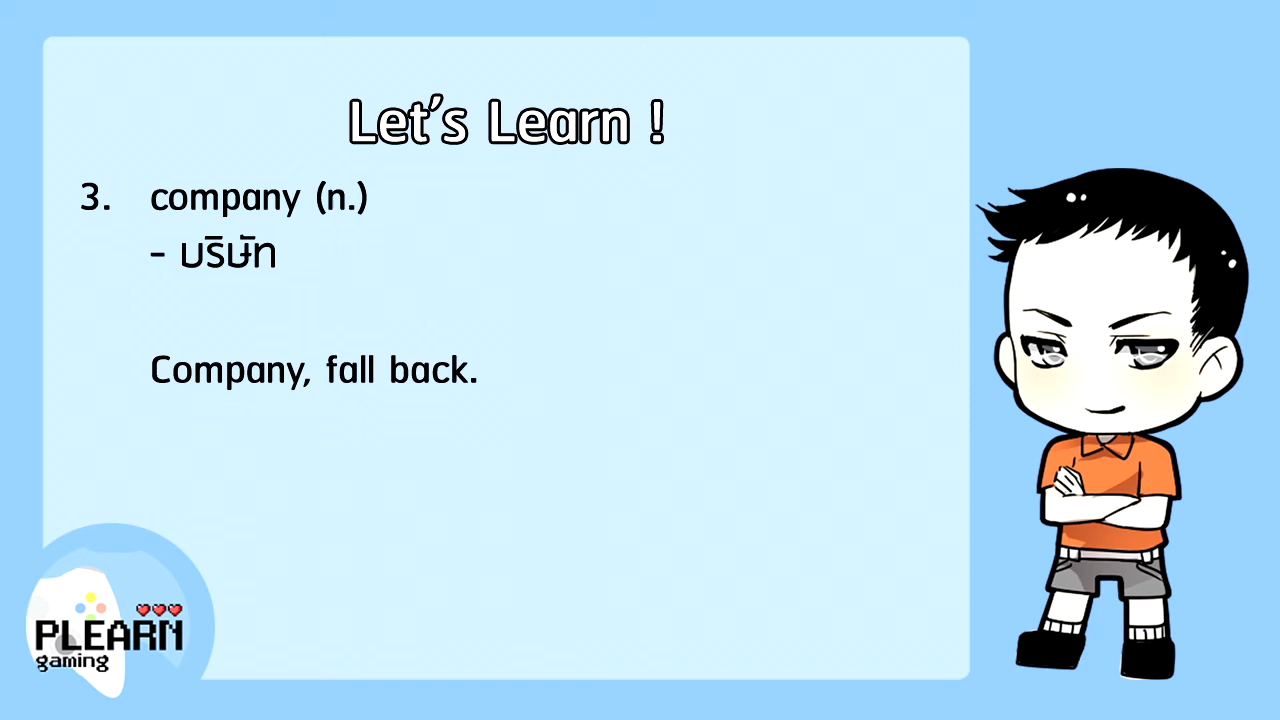 Let's Learn !
3. company (n.)
- บริษัท
Company, fall back.
PLEARN
gaming